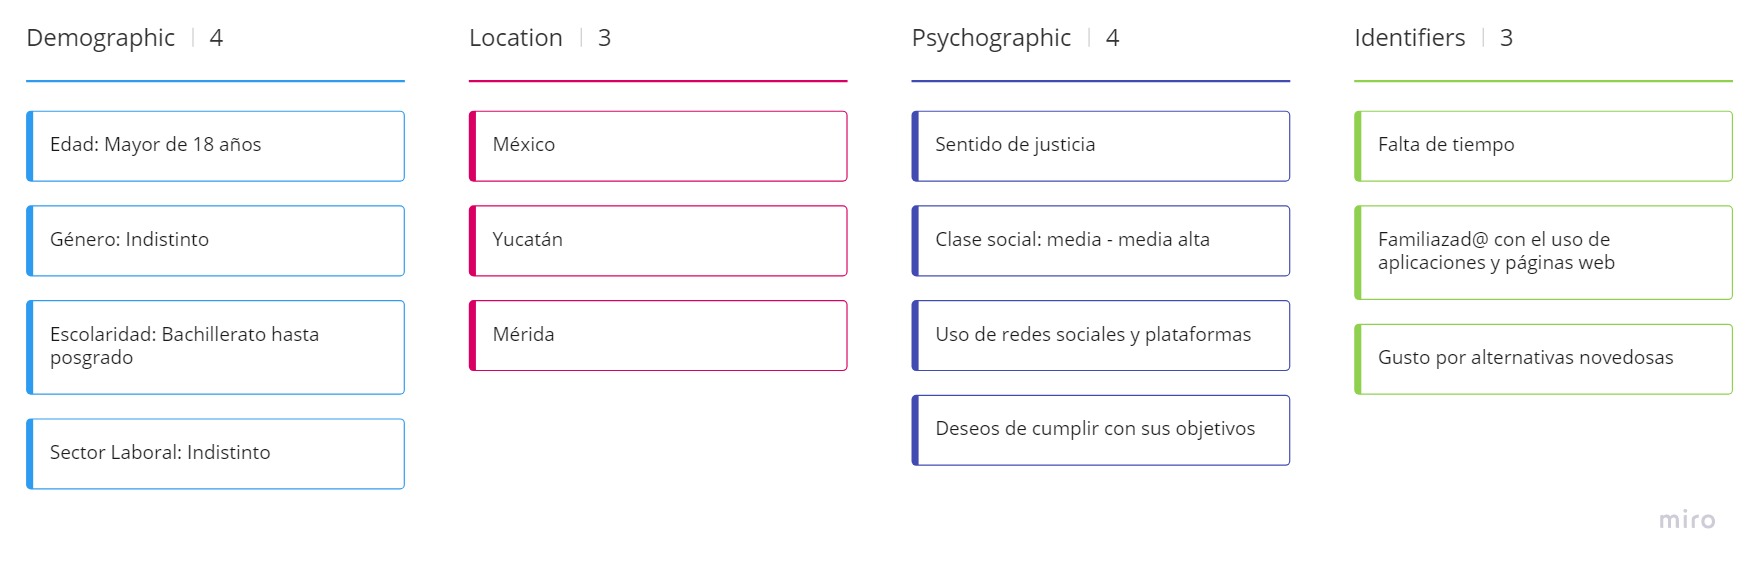 Demographic | 4
Edad: Mayor de 18 años
Género: Indistinto
Escolaridad: Bachillerato hasta
posgrado
Sector Laboral: Indistinto
Location | 3
México
Yucatán
Mérida
Psychographic | 4
Sentido de justicia
Clase social: media - media alta
Uso de redes sociales y plataformas
Deseos de cumplir con sus objetivos
Identifiers | 3
Falta de tiempo
Familiazad@ con el uso de
aplicaciones y páginas web
Gusto por alternativas novedosas
miro